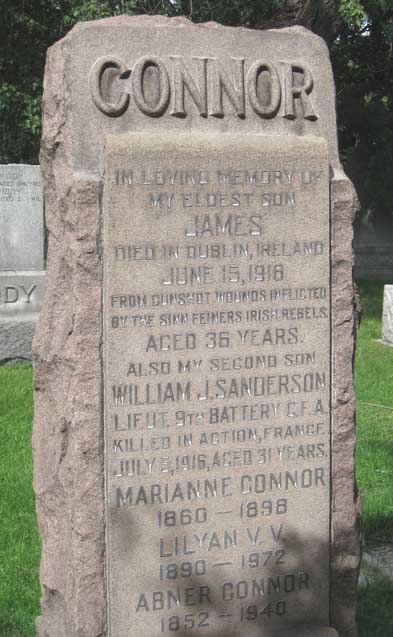 CONNOR
IN LOVING MEMORY OF
MY ELDEST SON
JAMES
DIED IN DUBLIN, IRELAND
JUNE 15, 1916
FROM GUNSHOT WOUNDS INFLICTED
BY THE SINN FEINERS IRISH REBELS.
AGED 36 YEARS.
ALSO MY SECOND SON
WILLIAM J. SANDERSON
LIEUT. 9TH BATTERY C.F.A.
KILLED IN ACTION, FRANCE
JULY 2, 1916, AGED 31 YEARS.
MARIANNE CONNOR
1860 — 1898
LILYAN V. V.
1890 — 1972
ABNER CONNOR
1852 — 1940
ODY